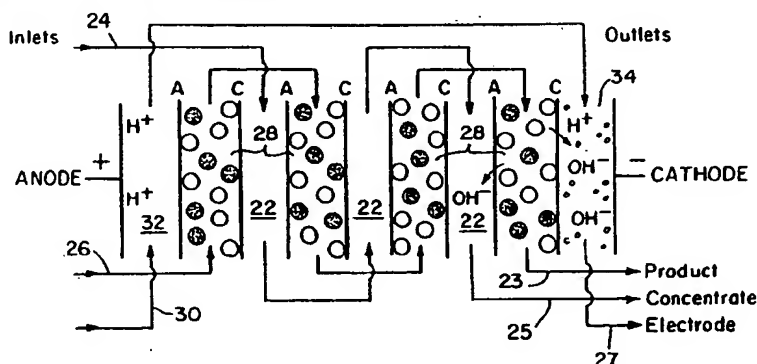 24
Inlets
Outlets
34
A C A C A C A C
H+ 28 28 H+
ANODE + OH− − CATHODE
H+ OH−
32 22 22 22 OH−
26
23 Product
25 Concentrate
30 Electrode
27